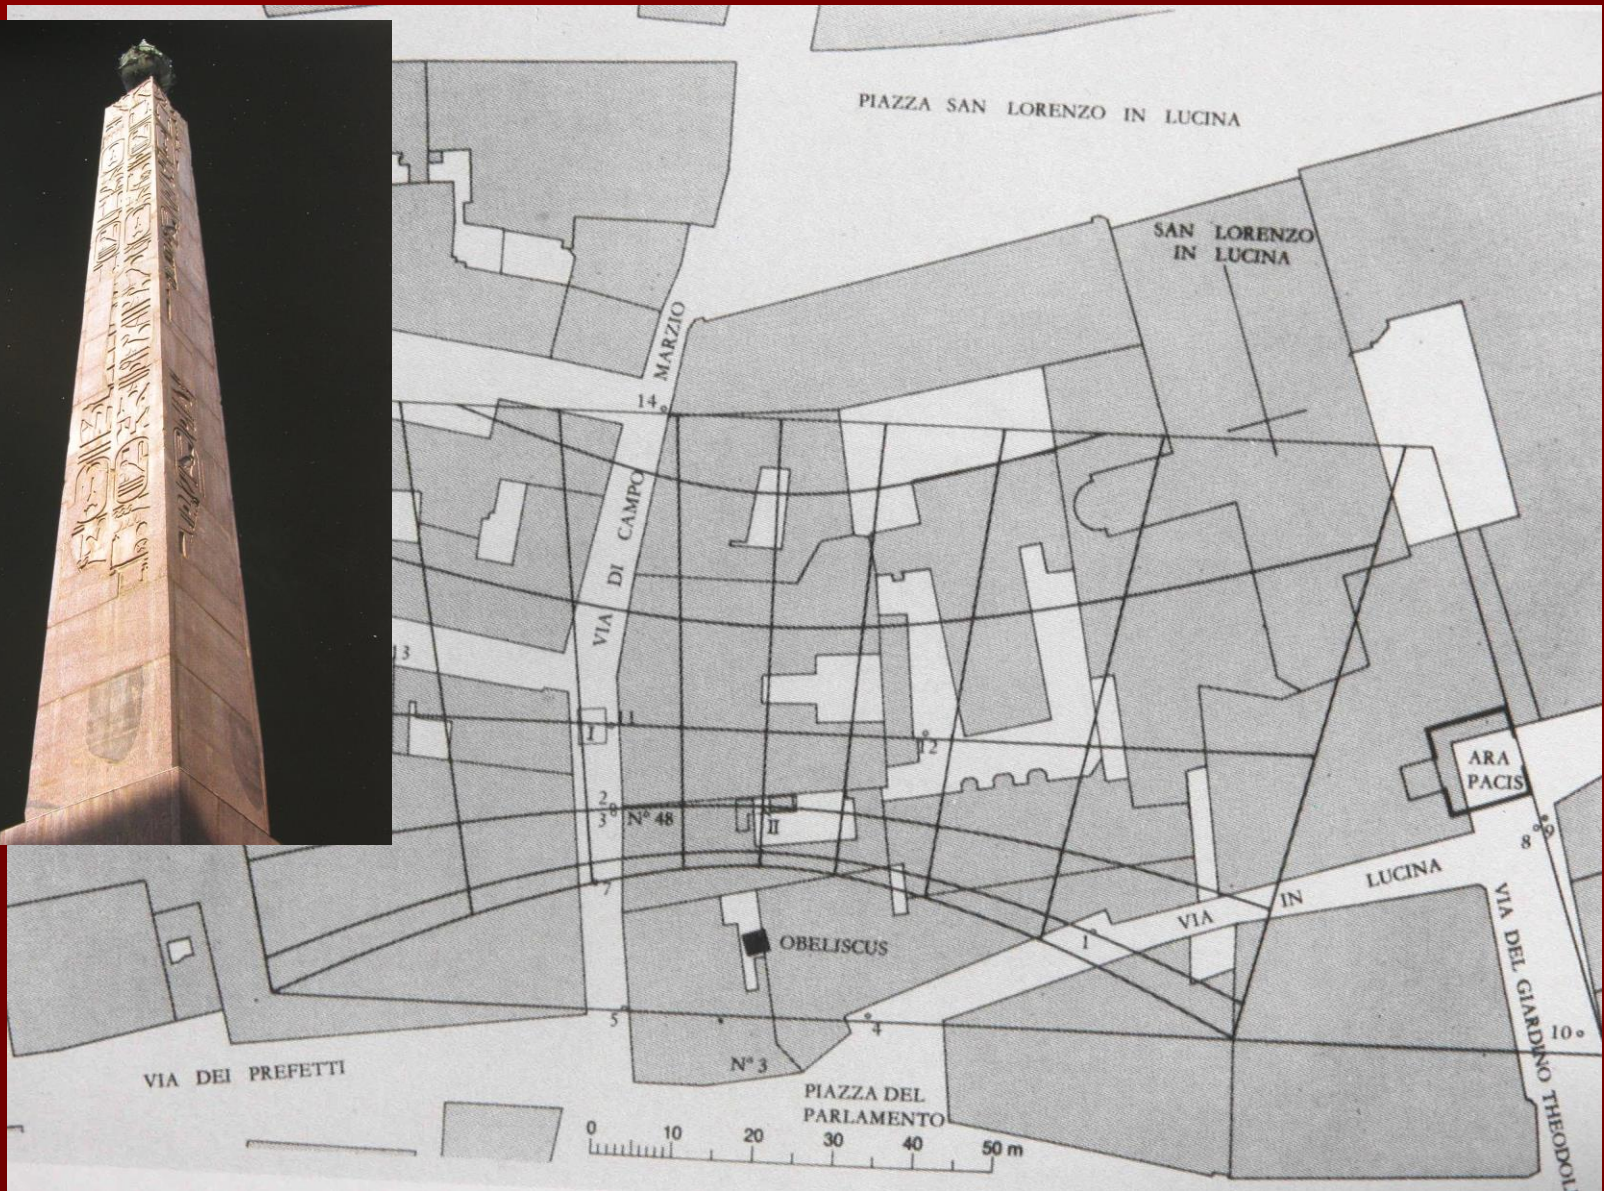 PIAZZA SAN LORENZO IN LUCINA
SAN LORENZO
IN LUCINA
MARZIO
14
VIA DI CAMPO
13
I
11
12
ARA
PACIS
2
3
N° 48
II
8
9
7
LUCINA
IN
VIA
1
OBELISCUS
5
4
10
VIA DEL GIARDINO THEODOL
N° 3
VIA DEI PREFETTI
PIAZZA DEL
PARLAMENTO
0 10 20 30 40 50 m